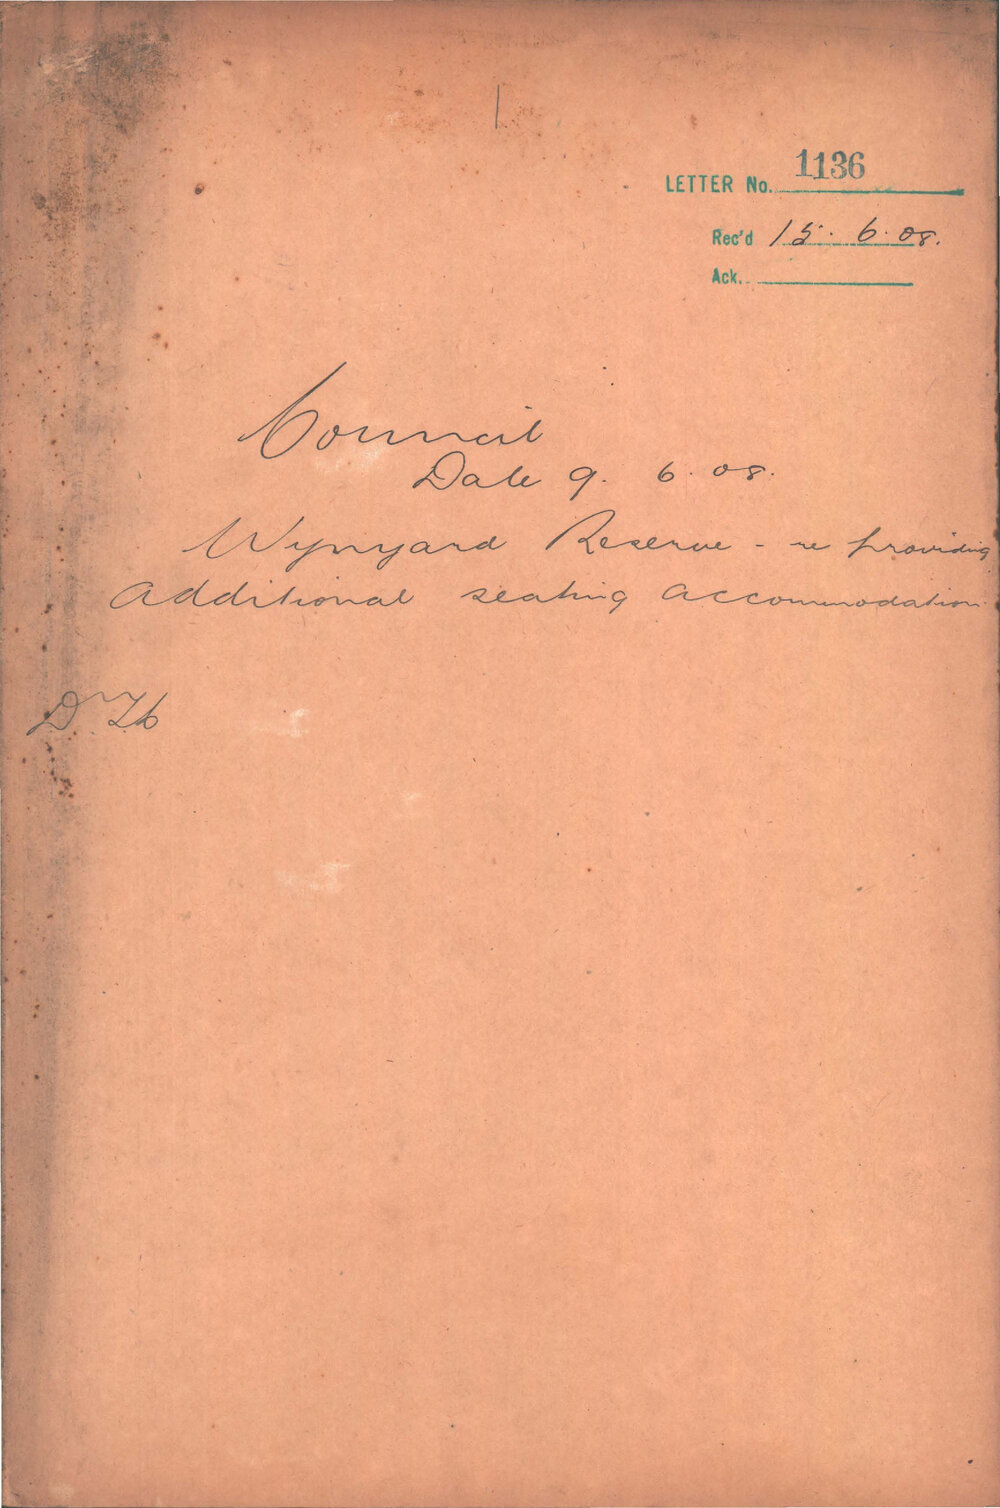 LETTER No. 1136
Rec'd 15.6.08.
Ack.
Council
Date 9.6.08.
Wynyard Reserve - re providing
additional seating accommodation